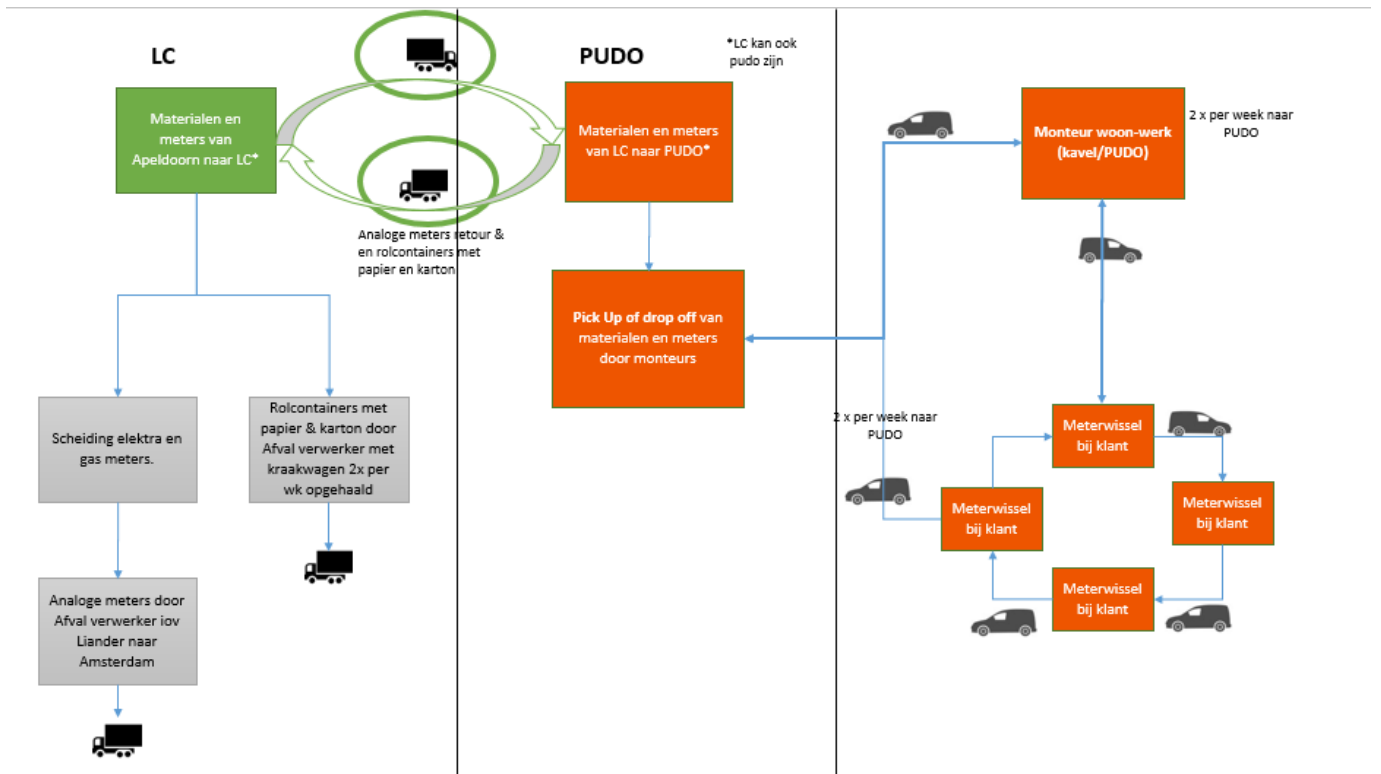 LC
Materialen en
meters van
Apeldoorn naar LC*
Scheiding elektra en
gas meters.
Analoge meters door
Afval verwerker iov
Liander naar
Amsterdam
Rolcontainers met
papier & karton door
Afval verwerker met
kraakwagen 2x per
wk opgehaald
Analoge meters retour &
en rolcontainers met
papier en karton
PUDO
*LC kan ook
pudo zijn
Materialen en meters
van LC naar PUDO*
Pick Up of drop off van
materialen en meters
door monteurs
Monteur woon-werk
(kavel/PUDO)
2 x per week naar
PUDO
2 x per week naar
PUDO
Meterwissel
bij klant
Meterwissel
bij klant
Meterwissel
bij klant
Meterwissel
bij klant